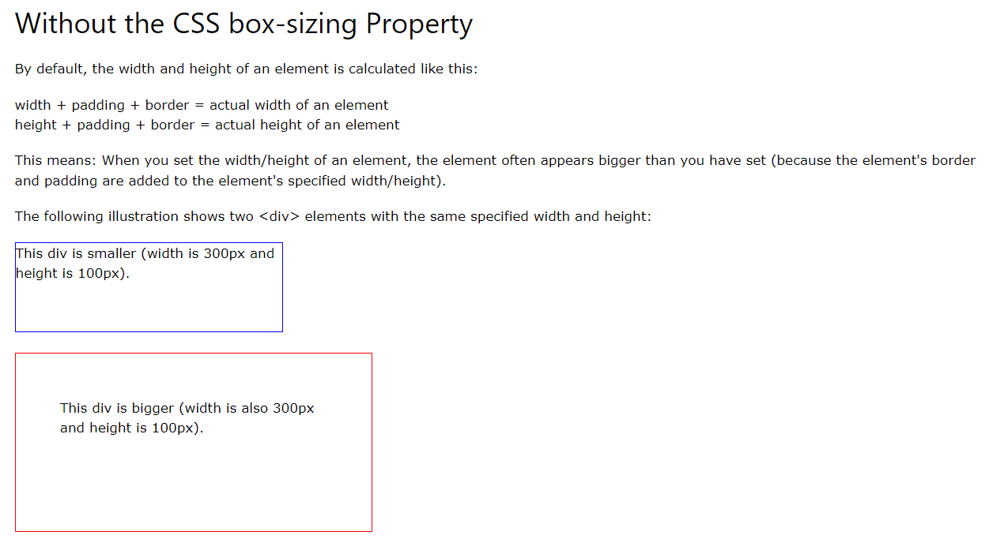 Without the CSS box-sizing Property
By default, the width and height of an element is calculated like this:
width + padding + border = actual width of an element
height + padding + border = actual height of an element
This means: When you set the width/height of an element, the element often appears bigger than you have set (because the element's border
and padding are added to the element's specified width/height).
The following illustration shows two <div> elements with the same specified width and height:
This div is smaller (width is 300px and
height is 100px).
This div is bigger (width is also 300px
and height is 100px).